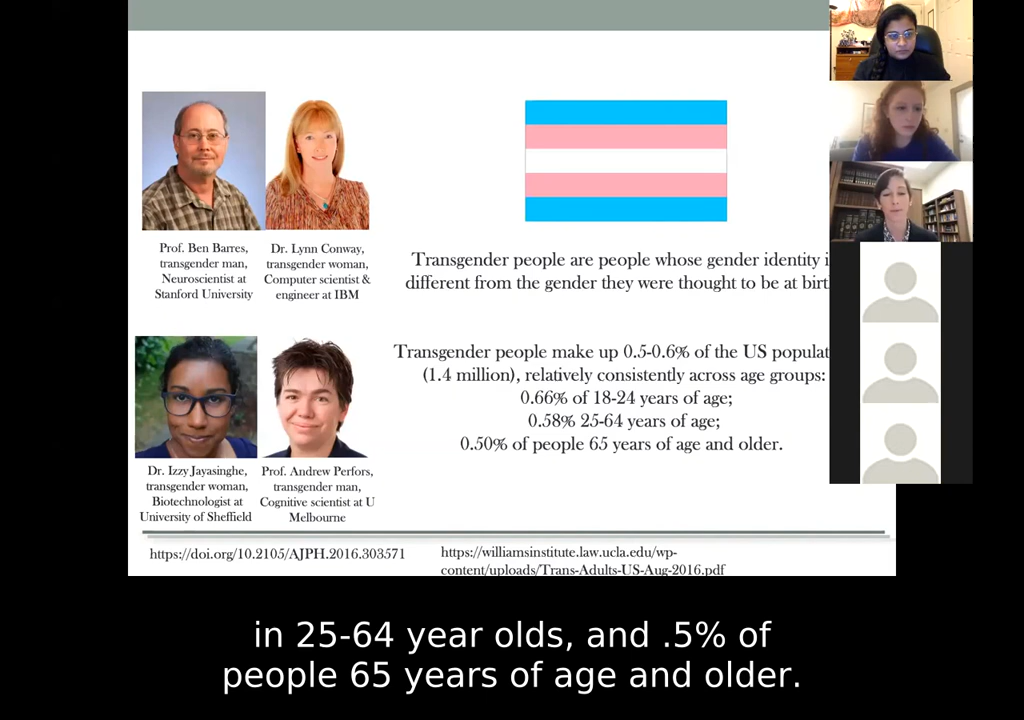 Prof. Ben Barres,
transgender man,
Neuroscientist at
Stanford University
Dr. Lynn Conway,
transgender woman,
Computer scientist &
engineer at IBM
Dr. Izzy Jayasinghe,
transgender woman,
Biotechnologist at
University of Sheffield
Prof. Andrew Perfors,
transgender man,
Cognitive scientist at U
Melbourne
Transgender people are people whose gender identity i
different from the gender they were thought to be at birt
Transgender people make up 0.5-0.6% of the US populat
(1.4 million), relatively consistently across age groups:
0.66% of 18-24 years of age;
0.58% 25-64 years of age;
0.50% of people 65 years of age and older.
https://doi.org/10.2105/AJPH.2016.303571
https://williamsinstitute.law.ucla.edu/wp-
content/uploads/Trans-Adults-US-Aug-2016.pdf
in 25-64 year olds, and .5% of
people 65 years of age and older.